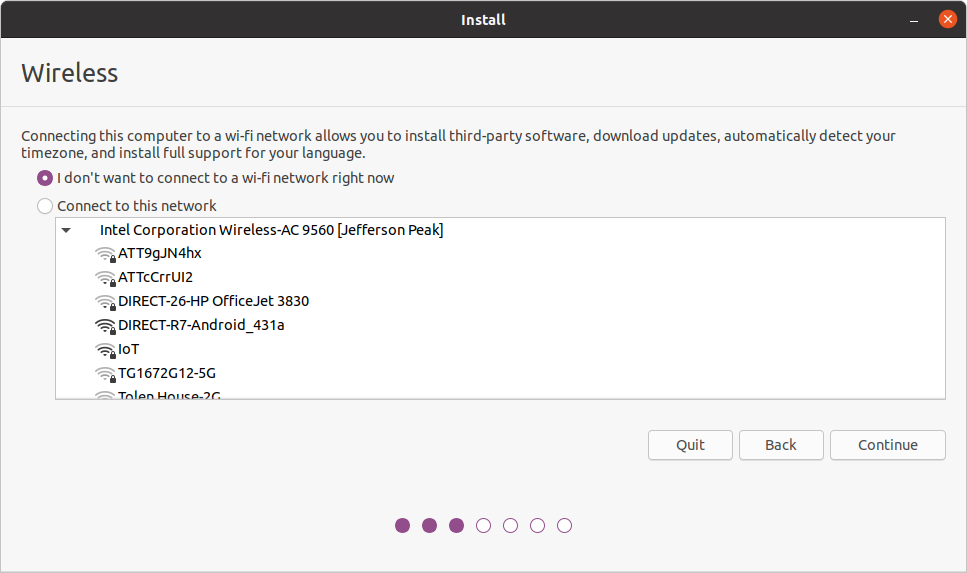 Install
Wireless
Connecting this computer to a wi-fi network allows you to install third-party software, download updates, automatically detect your
timezone, and install full support for your language.
I don't want to connect to a wi-fi network right now
Connect to this network
Intel Corporation Wireless-AC 9560 [Jefferson Peak]
ATT9gJN4hx
ATTcCrrUI2
DIRECT-26-HP OfficeJet 3830
DIRECT-R7-Android_431a
IoT
TG1672G12-5G
Tolen House-2G
Quit Back Continue